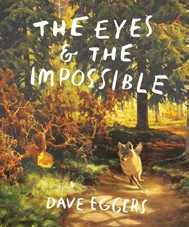 THE EYES
& THE
IMPOSSIBLE
DAVE EGGERS